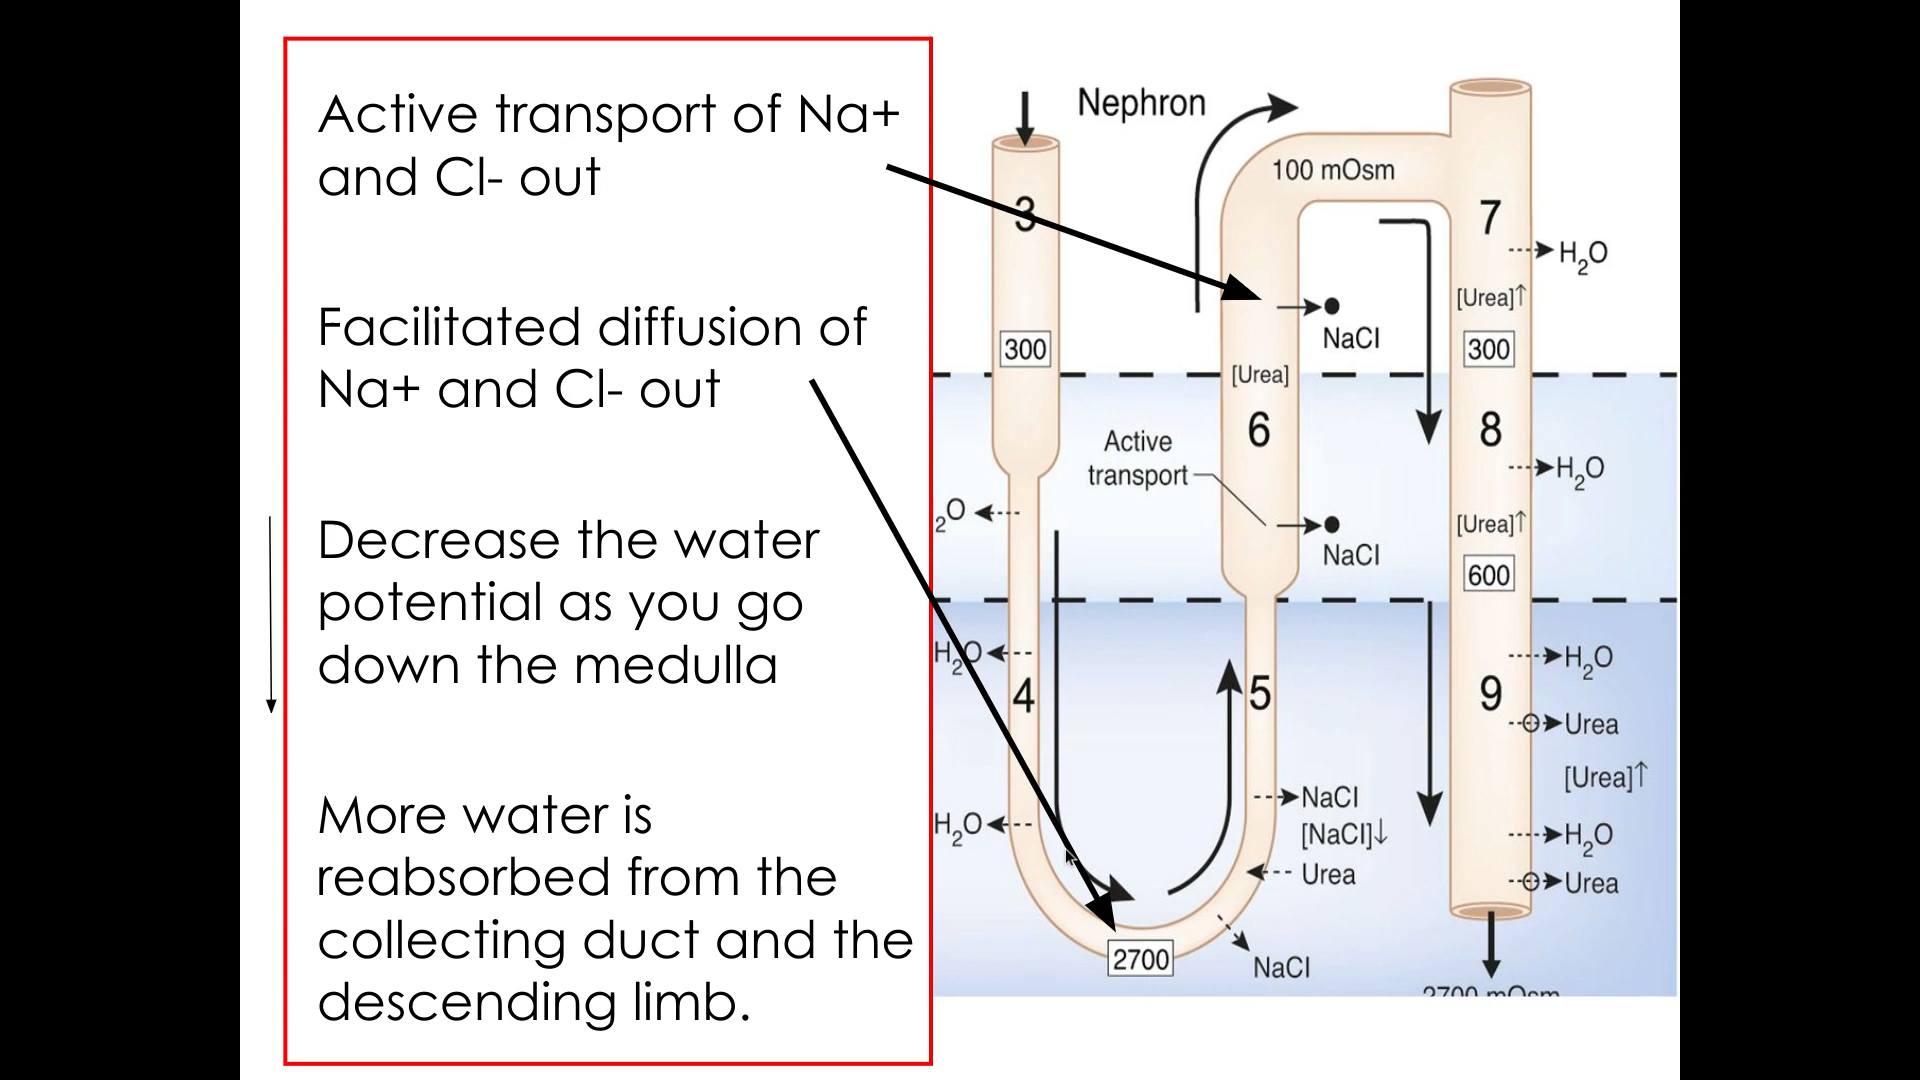 Active transport of Na+
and Cl- out
Facilitated diffusion of
Na+ and Cl- out
Decrease the water
potential as you go
down the medulla
More water is
reabsorbed from the
collecting duct and the
descending limb.
Nephron
3
300
2O
H2O
4
H2O
2700
100 mOsm
NaCl
[Urea]
6
Active
transport
NaCl
5
NaCl
[NaCl]↓
Urea
NaCl
7
H2O
[Urea]↑
300
8
H2O
[Urea]↑
600
H2O
9
Urea
[Urea]↑
H2O
Urea
2700 mOsm